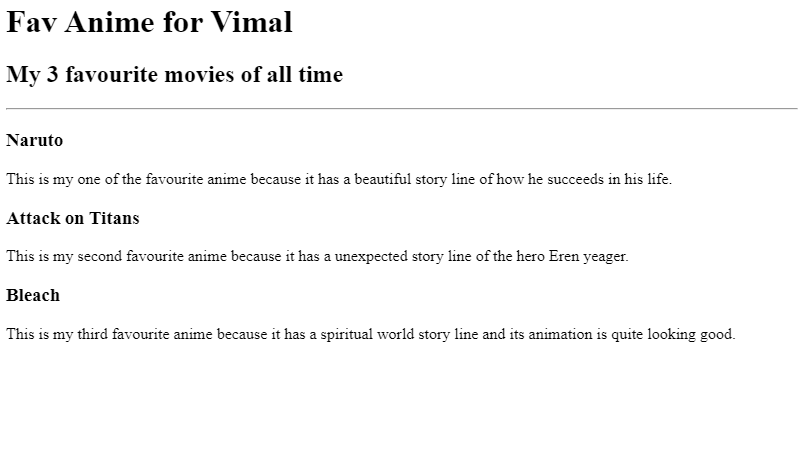 Fav Anime for Vimal
My 3 favourite movies of all time
Naruto
This is my one of the favourite anime because it has a beautiful story line of how he succeeds in his life.
Attack on Titans
This is my second favourite anime because it has a unexpected story line of the hero Eren yeager.
Bleach
This is my third favourite anime because it has a spiritual world story line and its animation is quite looking good.